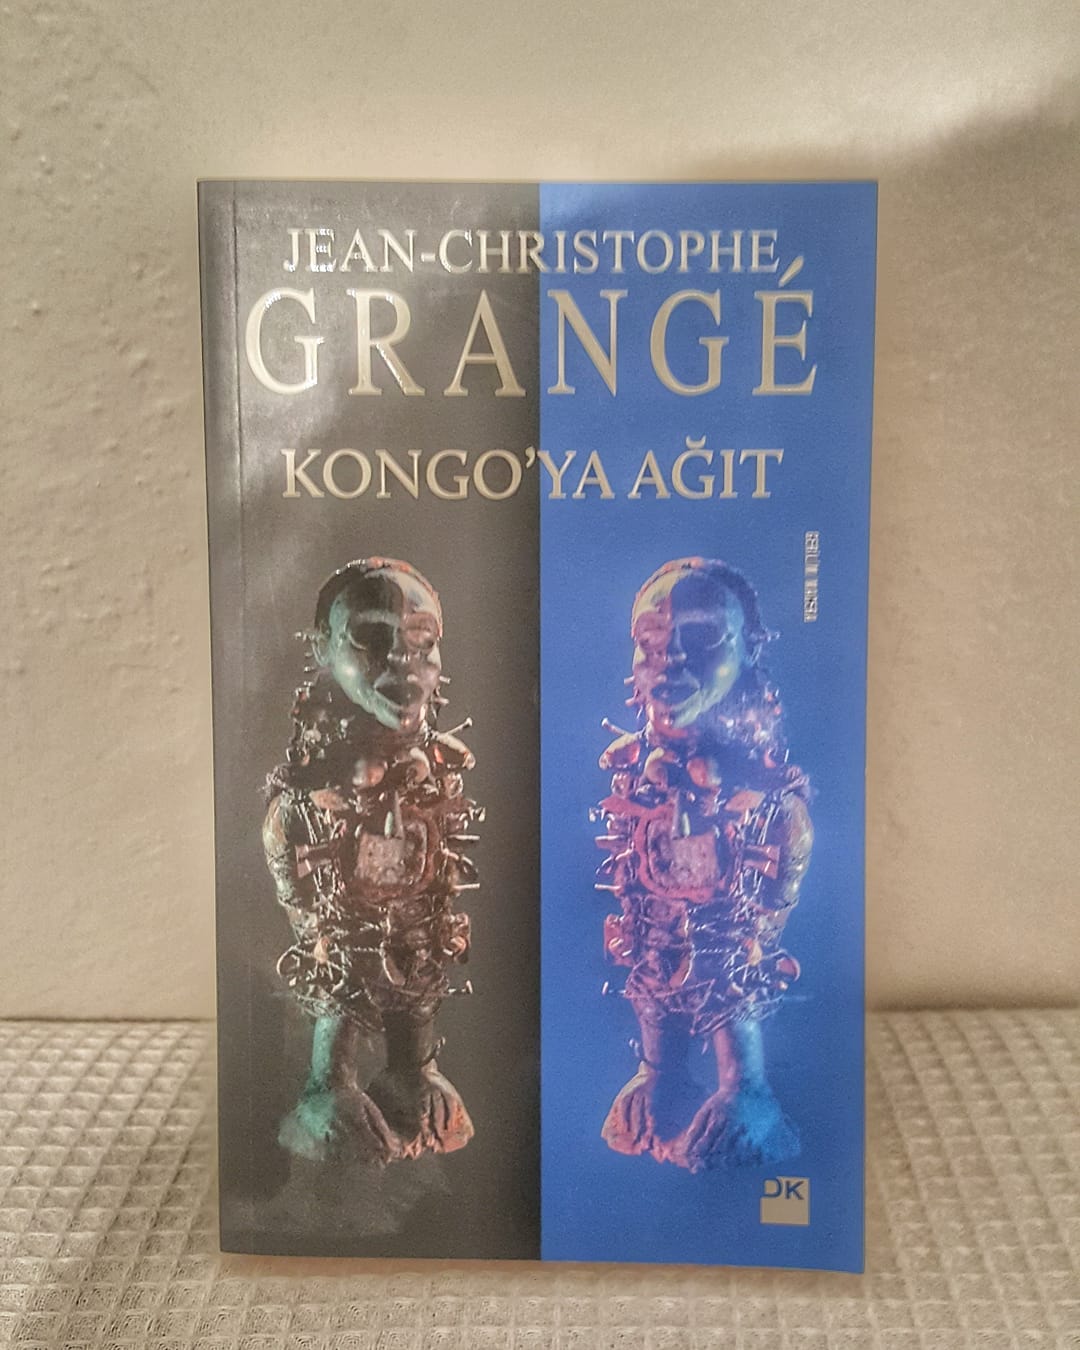 JEAN-CHRISTOPHE
GRANGÉ
KONGO'YA AĞIT
DK